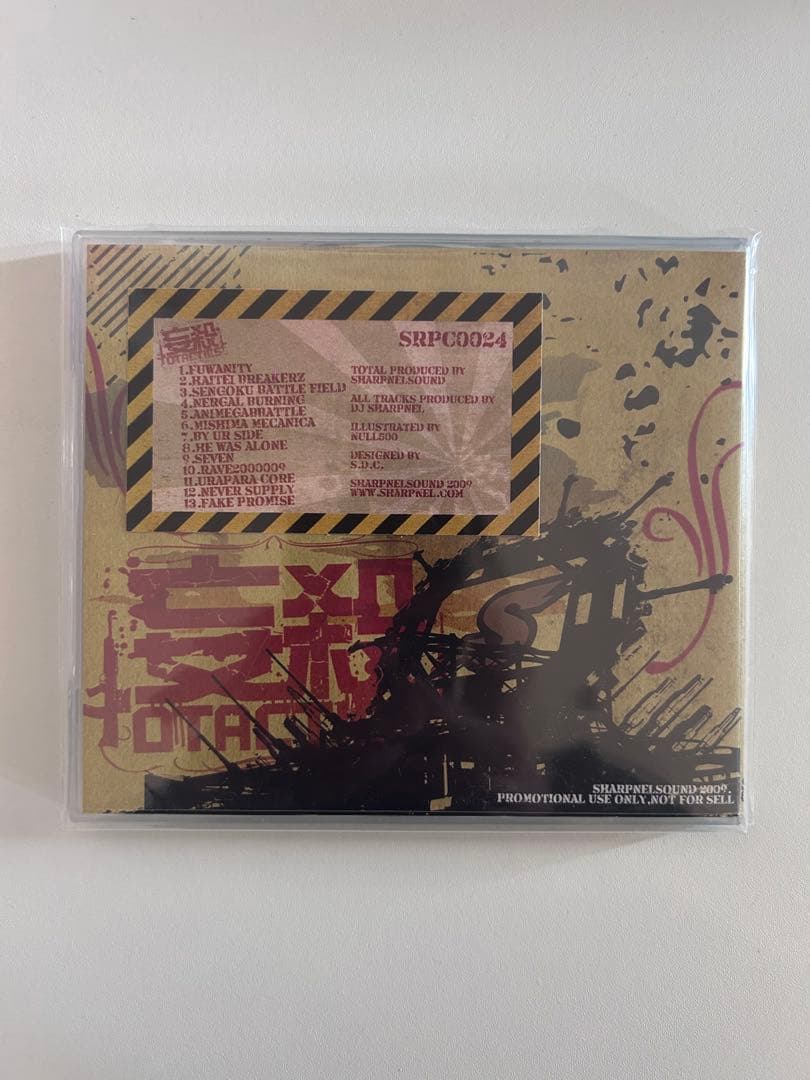 妄殺
OTACTICS
SRPC0024
1.FUWANITY
2.HAITEI BREAKERZ
3.SENGOKU BATTLE FIELD
4.NERGAL BURNING
5.ANIMEGABBATTLE
6.MISHIMA MECANICA
7.BY UR SIDE
8.HE WAS ALONE
9.SEVEN
10.RAVE2000009
11.URAPARA CORE
12.NEVER SUPPLY
13.FAKE PROMISE
TOTAL PRODUCED BY
SHARPNELSOUND
ALL TRACKS PRODUCED BY
DJ SHARPNEL
ILLUSTRATED BY
NULL500
DESIGNED BY
S.D.C.
SHARPNELSOUND 2009
WWW.SHARPNEL.COM
妄殺
OTACTICS
SHARPNELSOUND 2009.
PROMOTIONAL USE ONLY,NOT FOR SELL